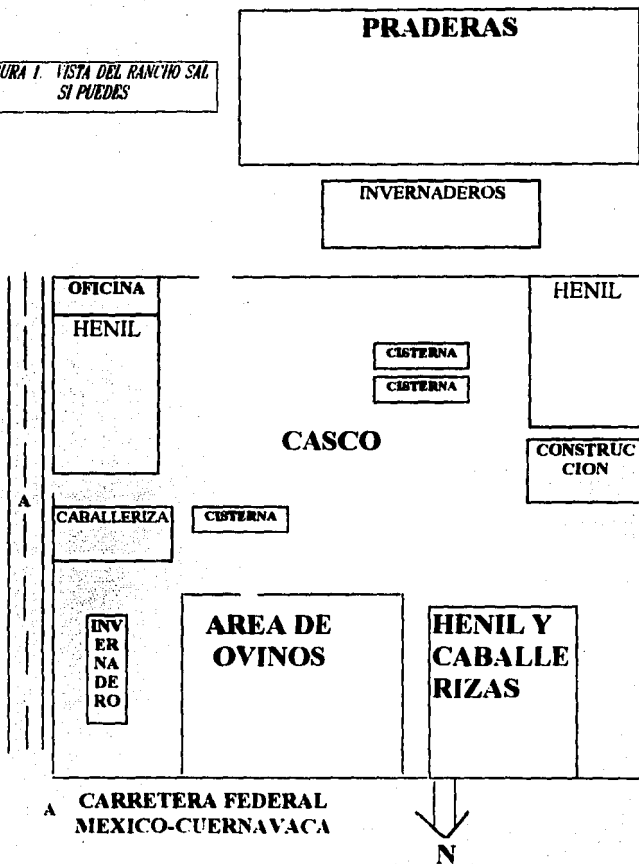 PRADERAS
URA 1. VISTA DEL RANCHO SAL
SI PUEDES
INVERNADEROS
OFICINA
HENIL
HENIL
CISTERNA
CISTERNA
CASCO
CONSTRUC
CION
A
CABALLERIZA
CISTERNA
INV
ER
NA
DE
RO
AREA DE
OVINOS
HENIL Y
CABALLE
RIZAS
A CARRETERA FEDERAL
MEXICO-CUERNAVACA
N